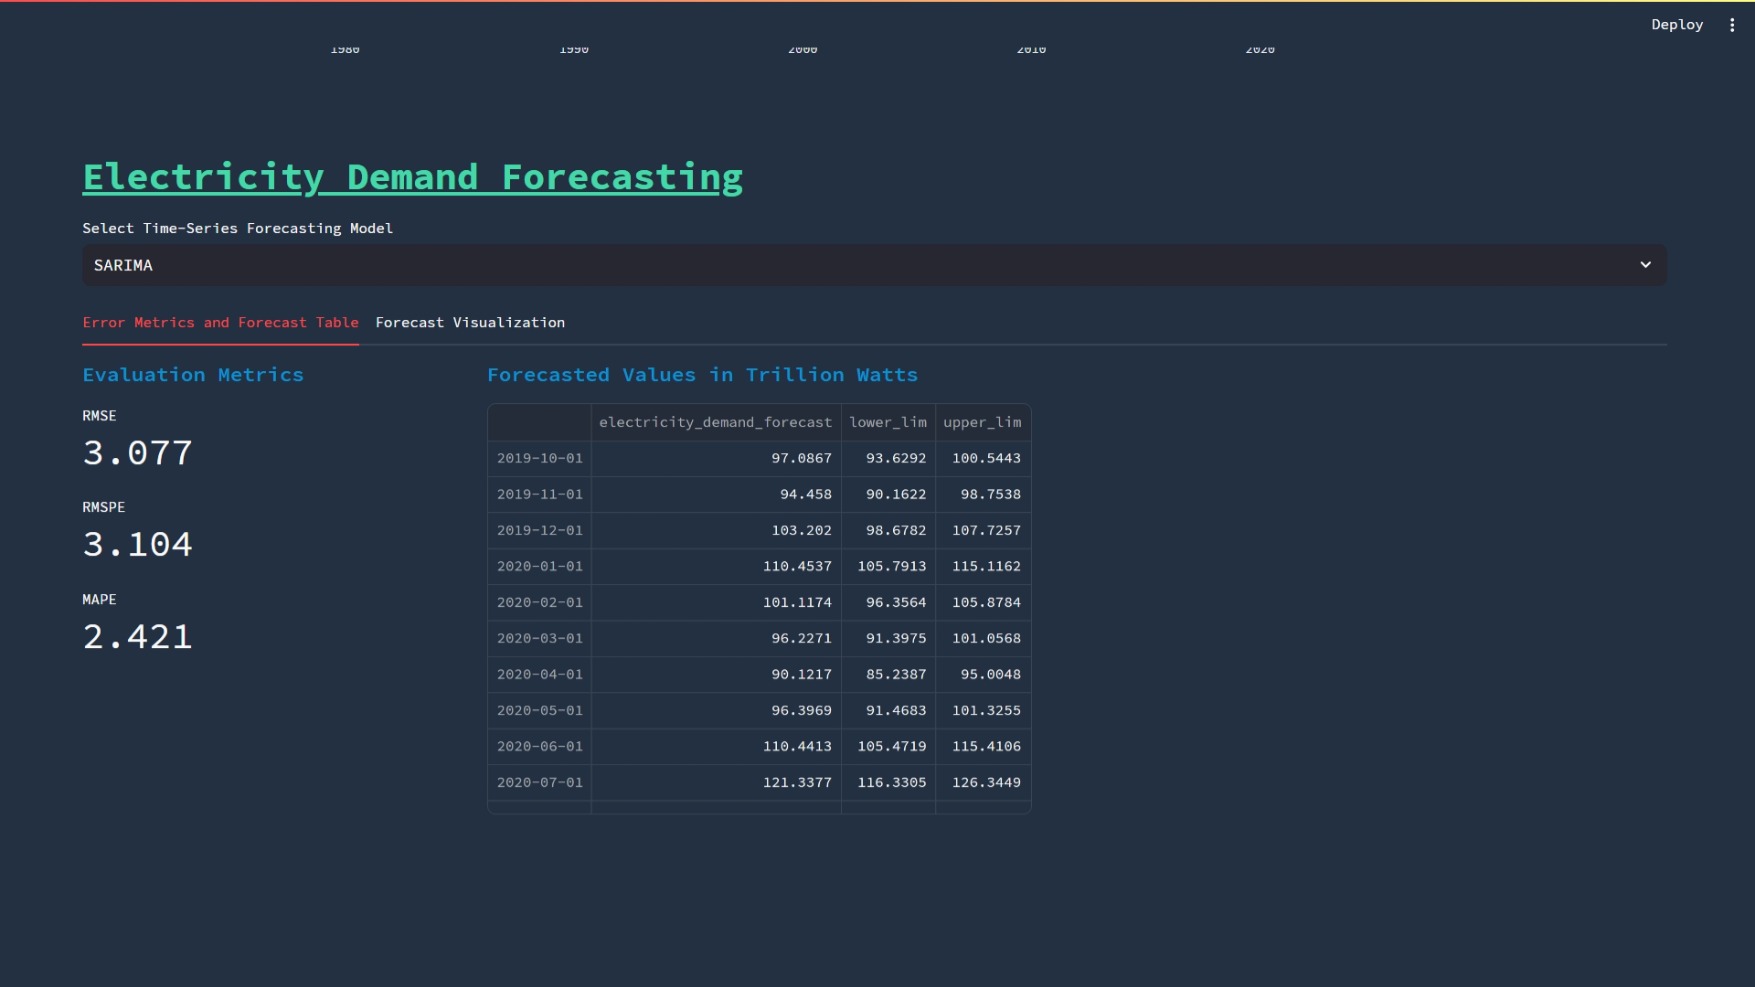 Deploy
1980 1990 2000 2010 2020
Electricity Demand Forecasting
Select Time-Series Forecasting Model
SARIMA
Error Metrics and Forecast Table Forecast Visualization
Evaluation Metrics
RMSE
3.077
RMSPE
3.104
MAPE
2.421
Forecasted Values in Trillion Watts
electricity_demand_forecast lower_lim upper_lim
2019-10-01 97.0867 93.6292 100.5443
2019-11-01 94.458 90.1622 98.7538
2019-12-01 103.202 98.6782 107.7257
2020-01-01 110.4537 105.7913 115.1162
2020-02-01 101.1174 96.3564 105.8784
2020-03-01 96.2271 91.3975 101.0568
2020-04-01 90.1217 85.2387 95.0048
2020-05-01 96.3969 91.4683 101.3255
2020-06-01 110.4413 105.4719 115.4106
2020-07-01 121.3377 116.3305 126.3449